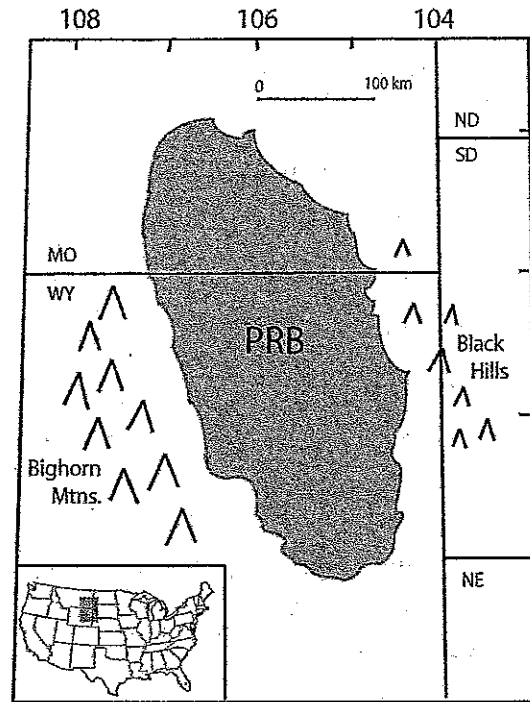 108 106 104
0 100 km
ND
SD
MO
WY
PRB
Black
Hills
Bighorn
Mtns.
NE